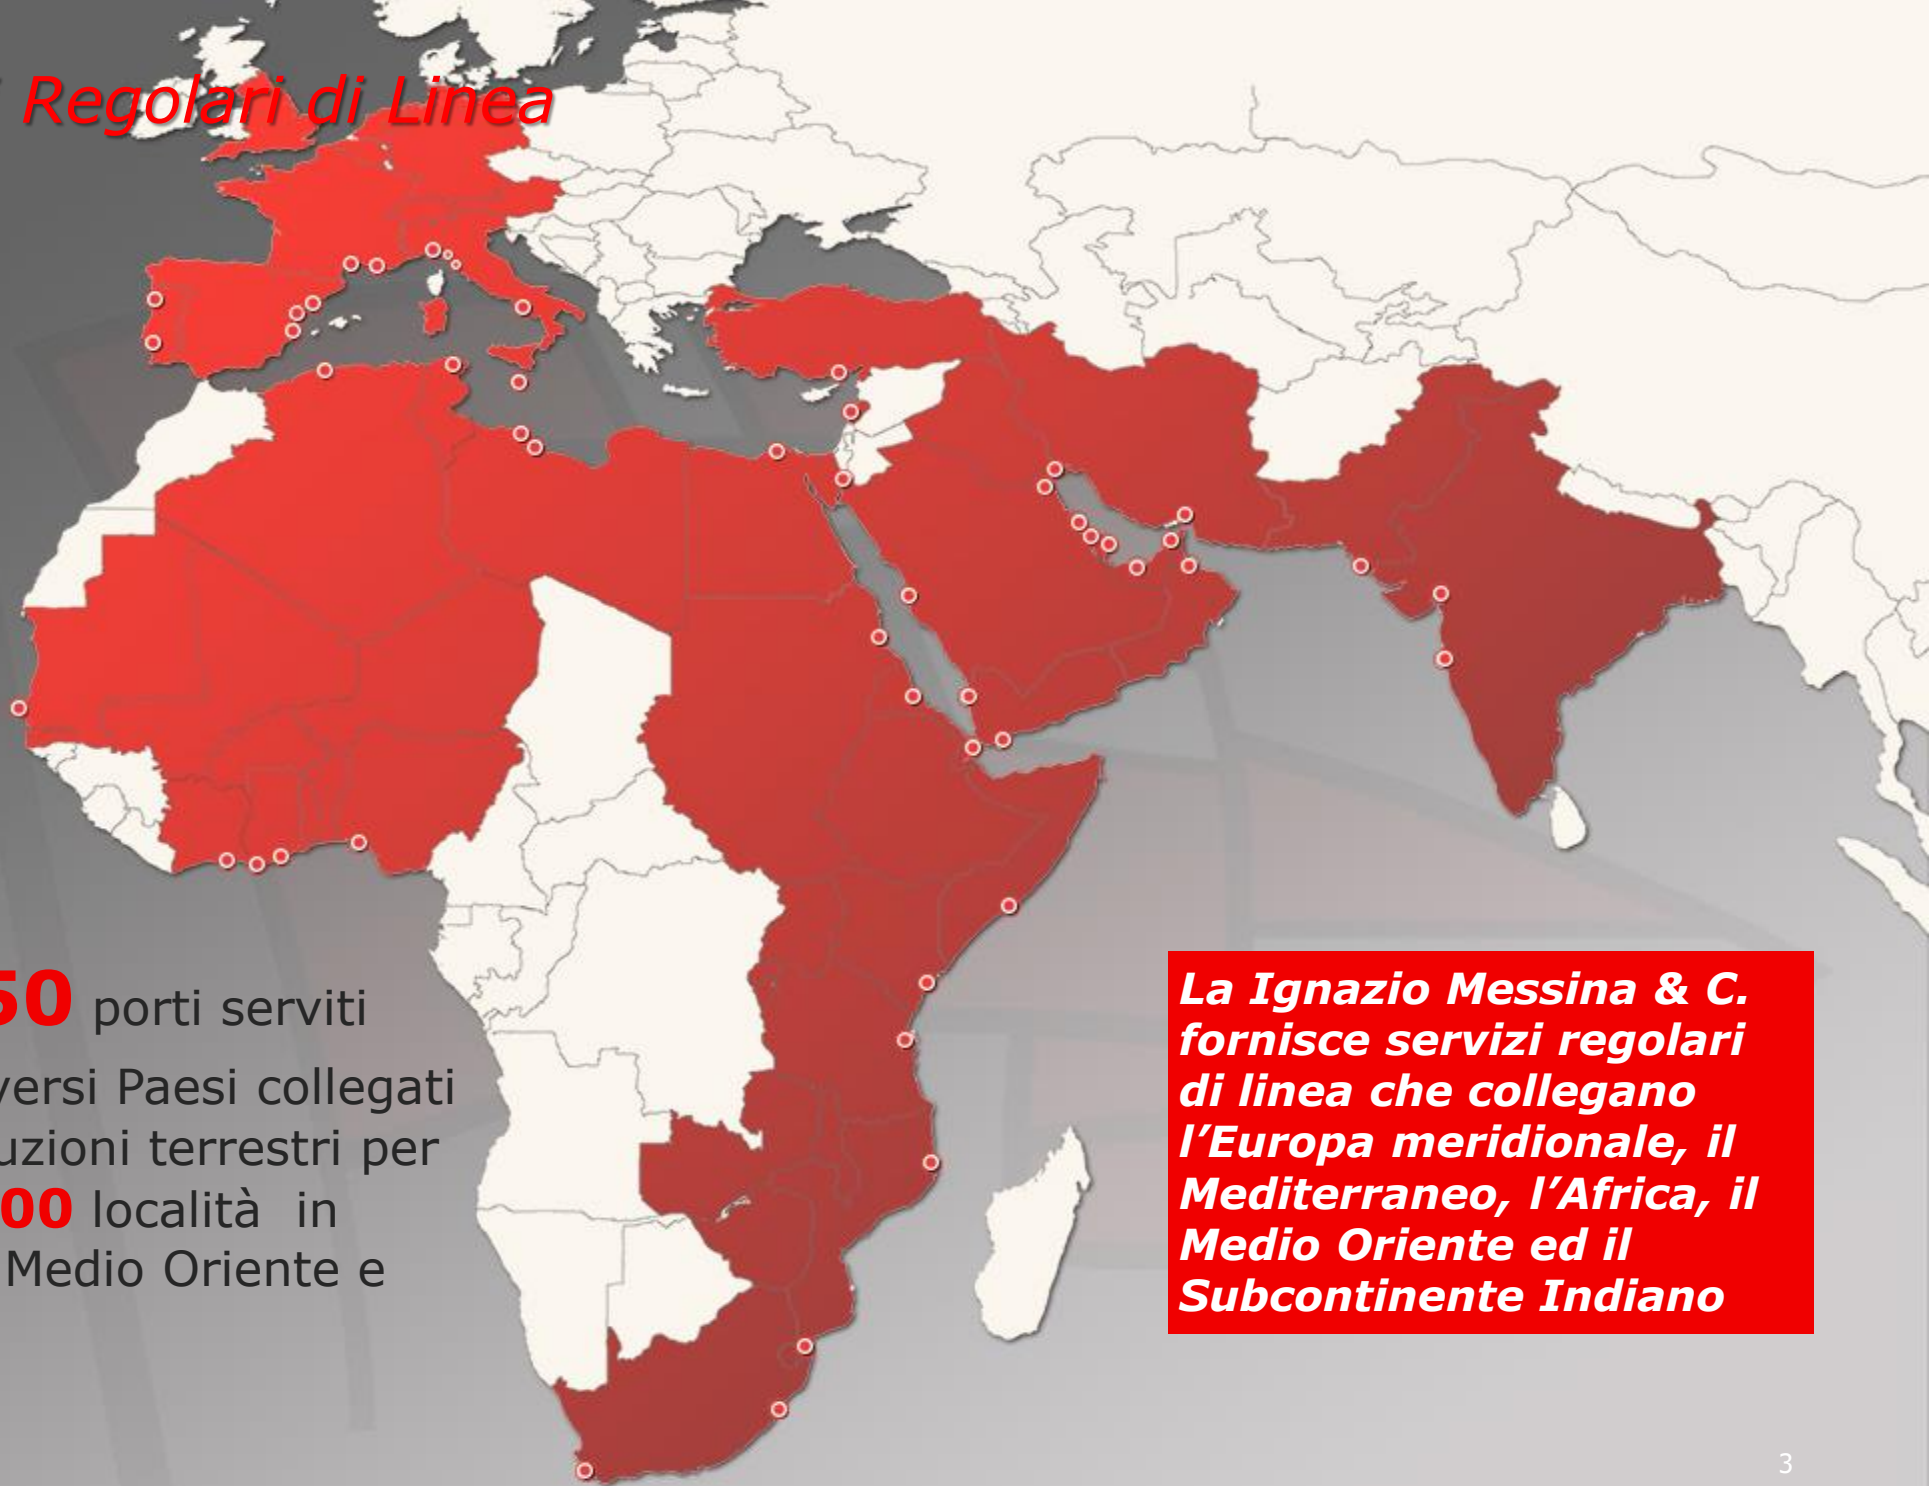 Regolari di Linea
50 porti serviti
versi Paesi collegati
uzioni terrestri per
00 località in
Medio Oriente e
La Ignazio Messina & C.
fornisce servizi regolari
di linea che collegano
l’Europa meridionale, il
Mediterraneo, l’Africa, il
Medio Oriente ed il
Subcontinente Indiano
3